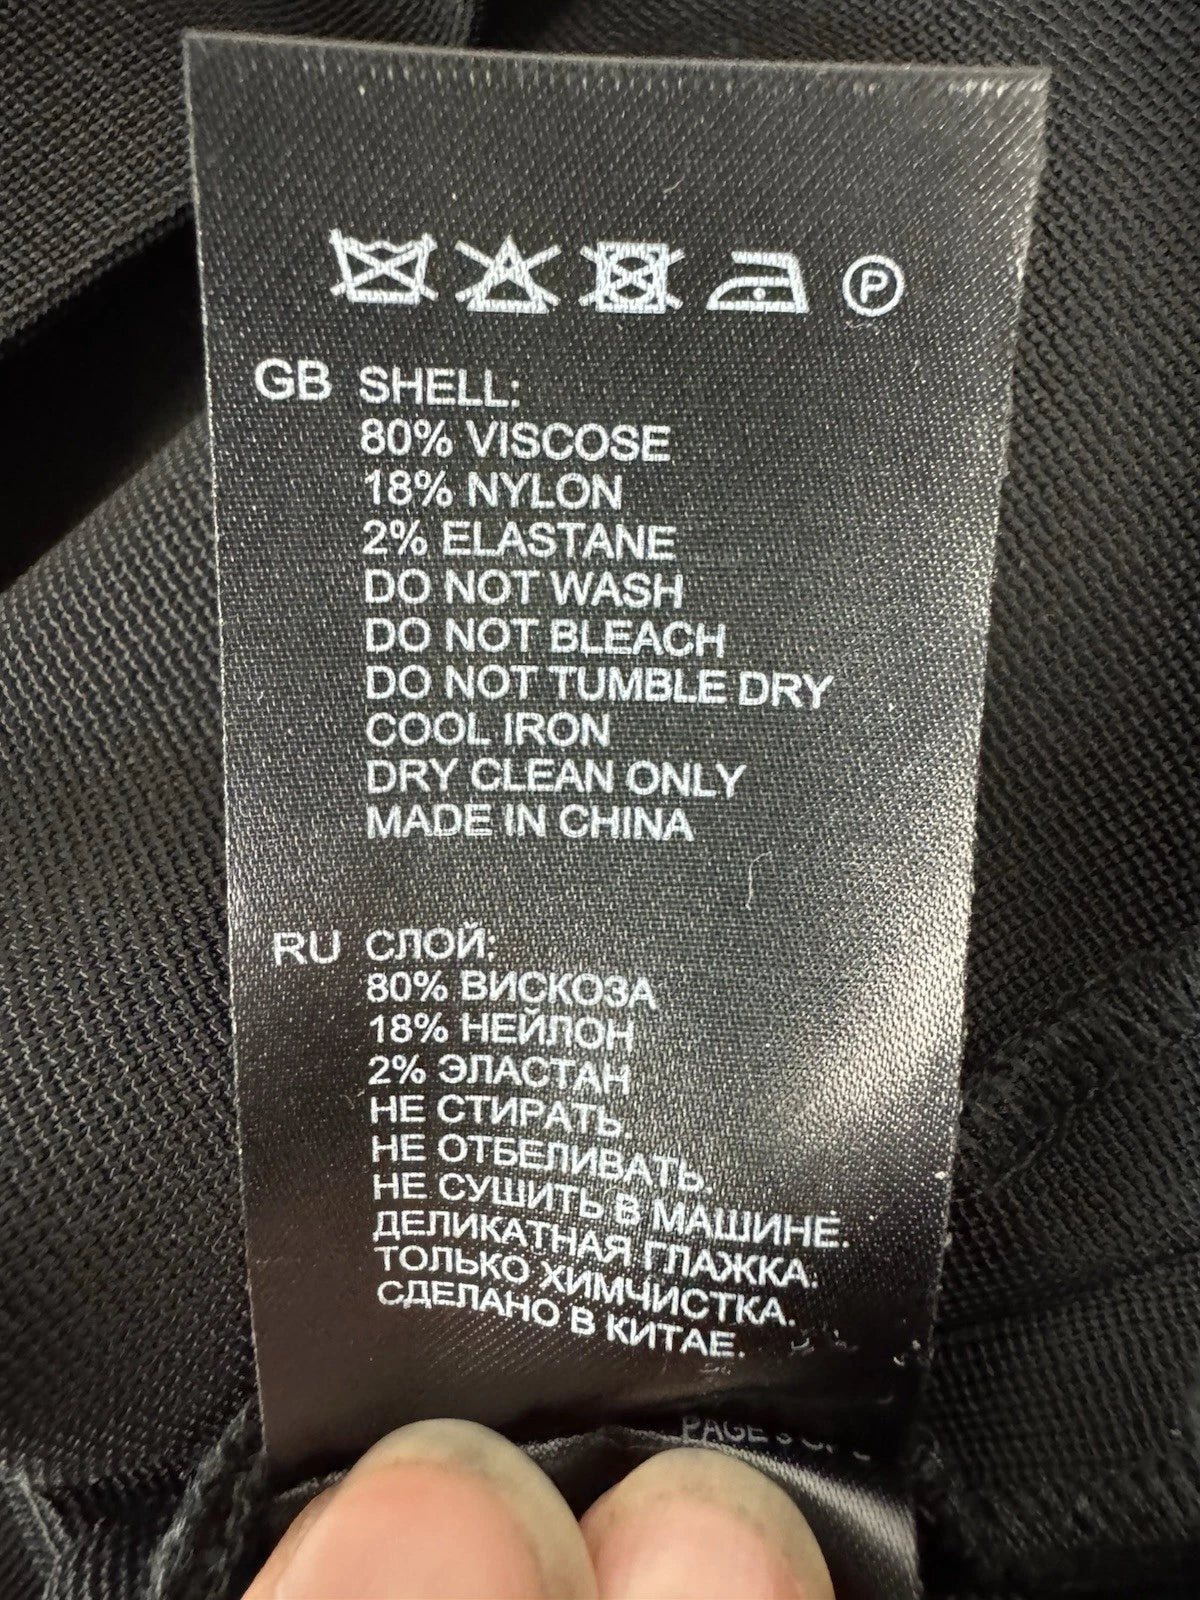 P
GB SHELL:
80% VISCOSE
18% NYLON
2% ELASTANE
DO NOT WASH
DO NOT BLEACH
DO NOT TUMBLE DRY
COOL IRON
DRY CLEAN ONLY
MADE IN CHINA
RU СЛОЙ:
80% ВИСКОЗА
18% НЕЙЛОН
2% ЭЛАСТАН
НЕ СТИРАТЬ.
НЕ ОТБЕЛИВАТЬ.
НЕ СУШИТЬ В МАШИНЕ.
ДЕЛИКАТНАЯ ГЛАЖКА.
ТОЛЬКО ХИМЧИСТКА.
СДЕЛАНО В КИТАЕ.
PAGE